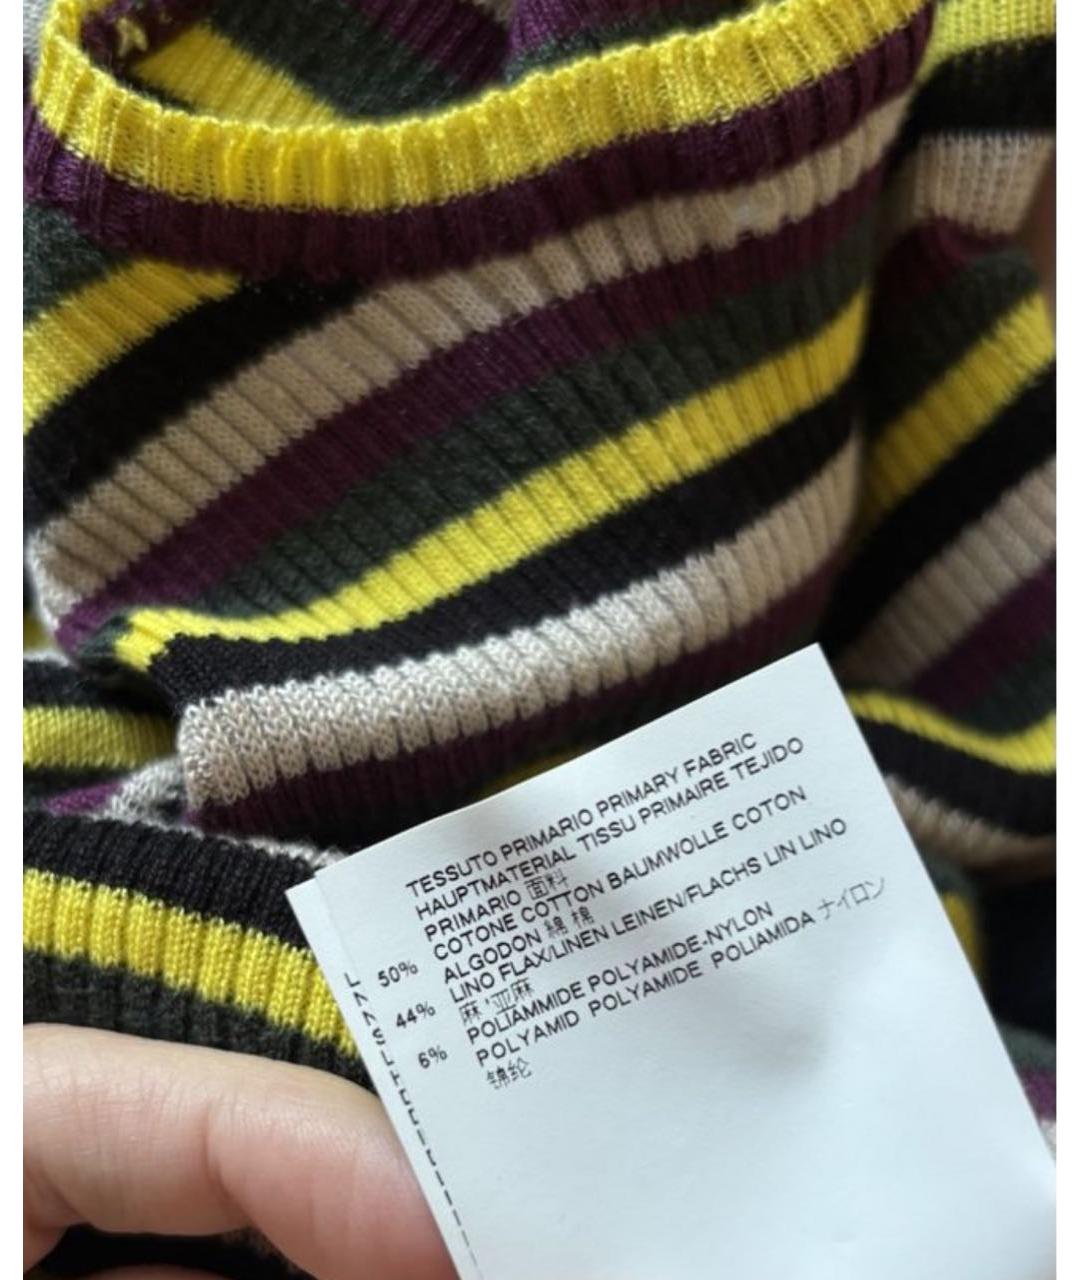 TESSUTO PRIMARIO PRIMARY FABRIC
HAUPTMATERIAL TISSU PRIMAIRE TEJIDO
PRIMARIO 面料
50% COTONE COTTON BAUMWOLLE COTON
ALGODON 綿 棉
44% LINO FLAX/LINEN LEINEN/FLACHS LIN LINO
麻 '亚麻
6% POLIAMMIDE POLYAMIDE-NYLON
POLYAMID POLYAMIDE POLIAMIDA ナイロン
锦纶